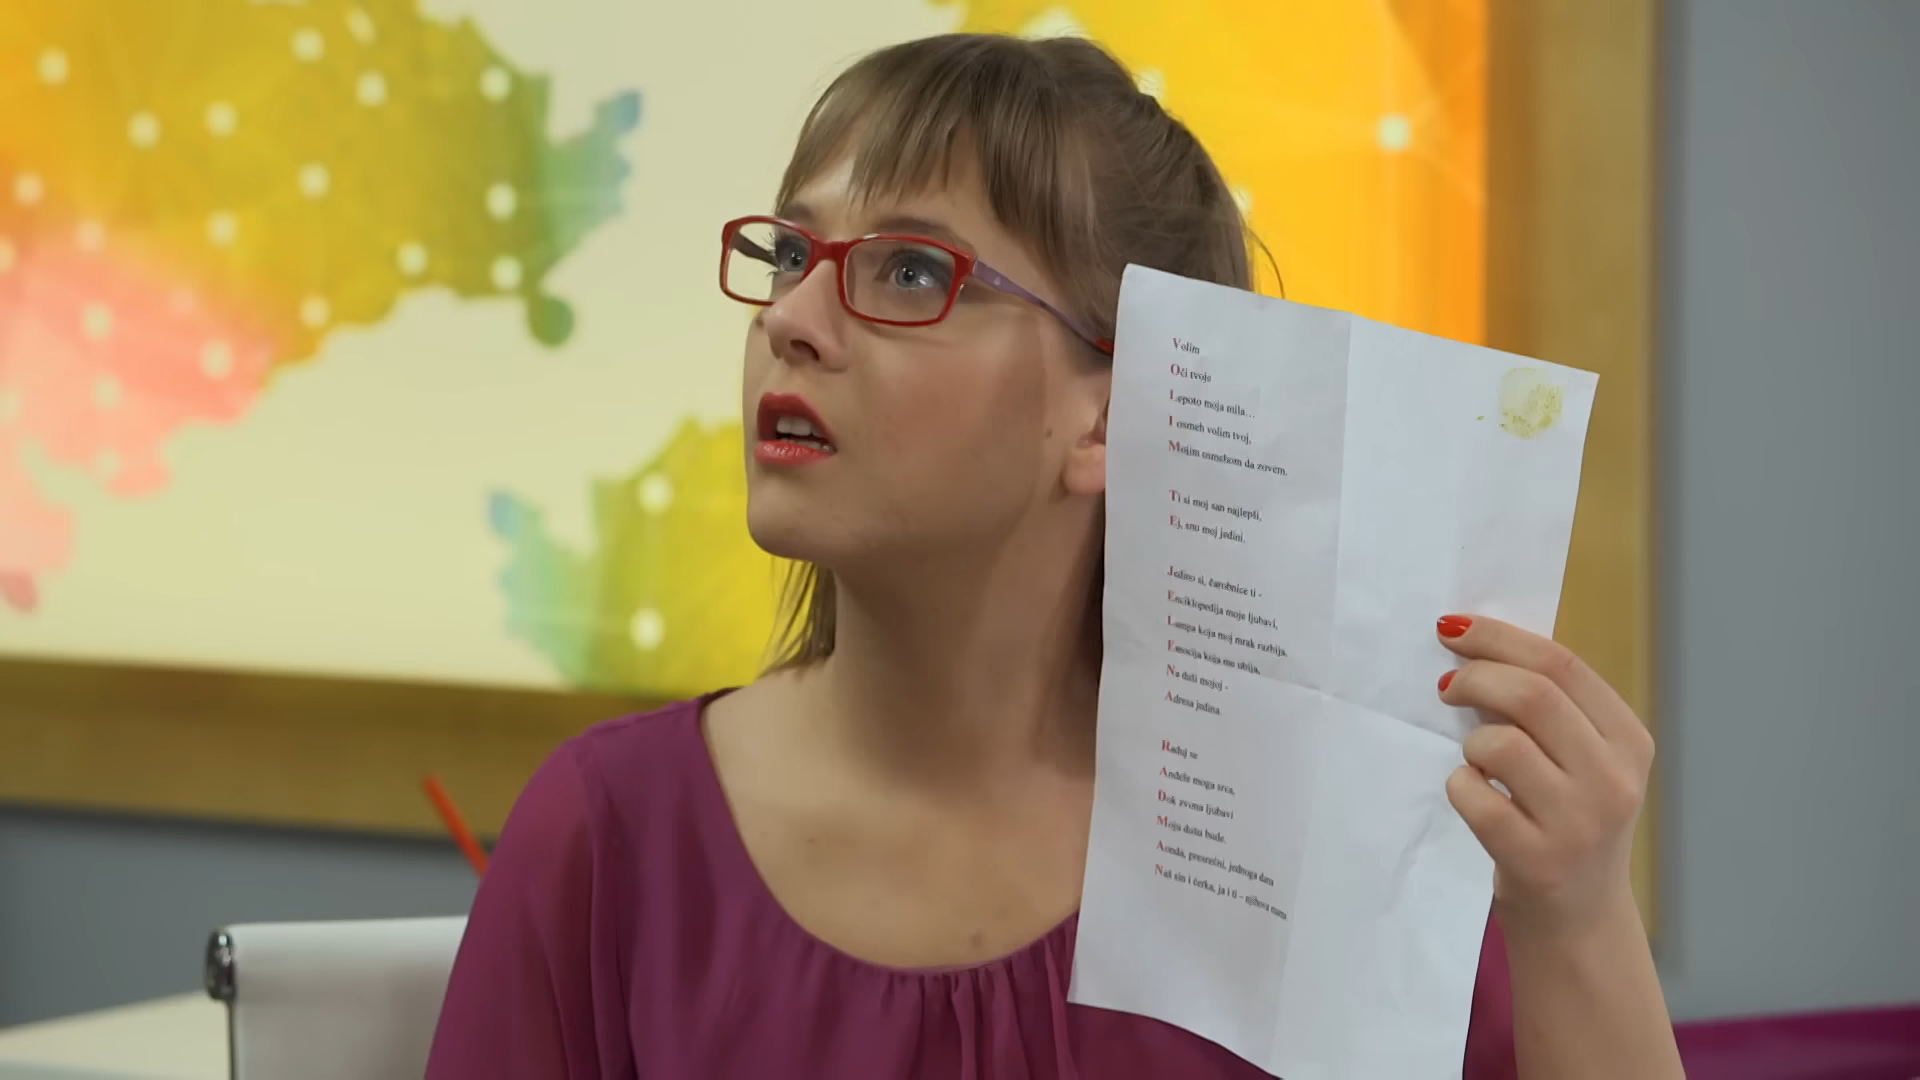 Volim
Oči tvoje
Lepoto moja mila...
I osmeh volim tvoj,
Mojim osmehom da zovem.
Ti si moj san najlepši,
Ej, snu moj jedini.
Jedino si, čarobnice ti -
Enciklopedija moje ljubavi,
Lampa koja moj mrak razbija,
Emocija koja me ubija,
Na duši mojoj -
Adresa jedina.
Raduj se
Anđele moga srca,
Dok zvona ljubavi
Moju dušu bude.
Aonda, presrećni, jednoga dana
Naš sin i ćerka, ja i ti - njihova mama